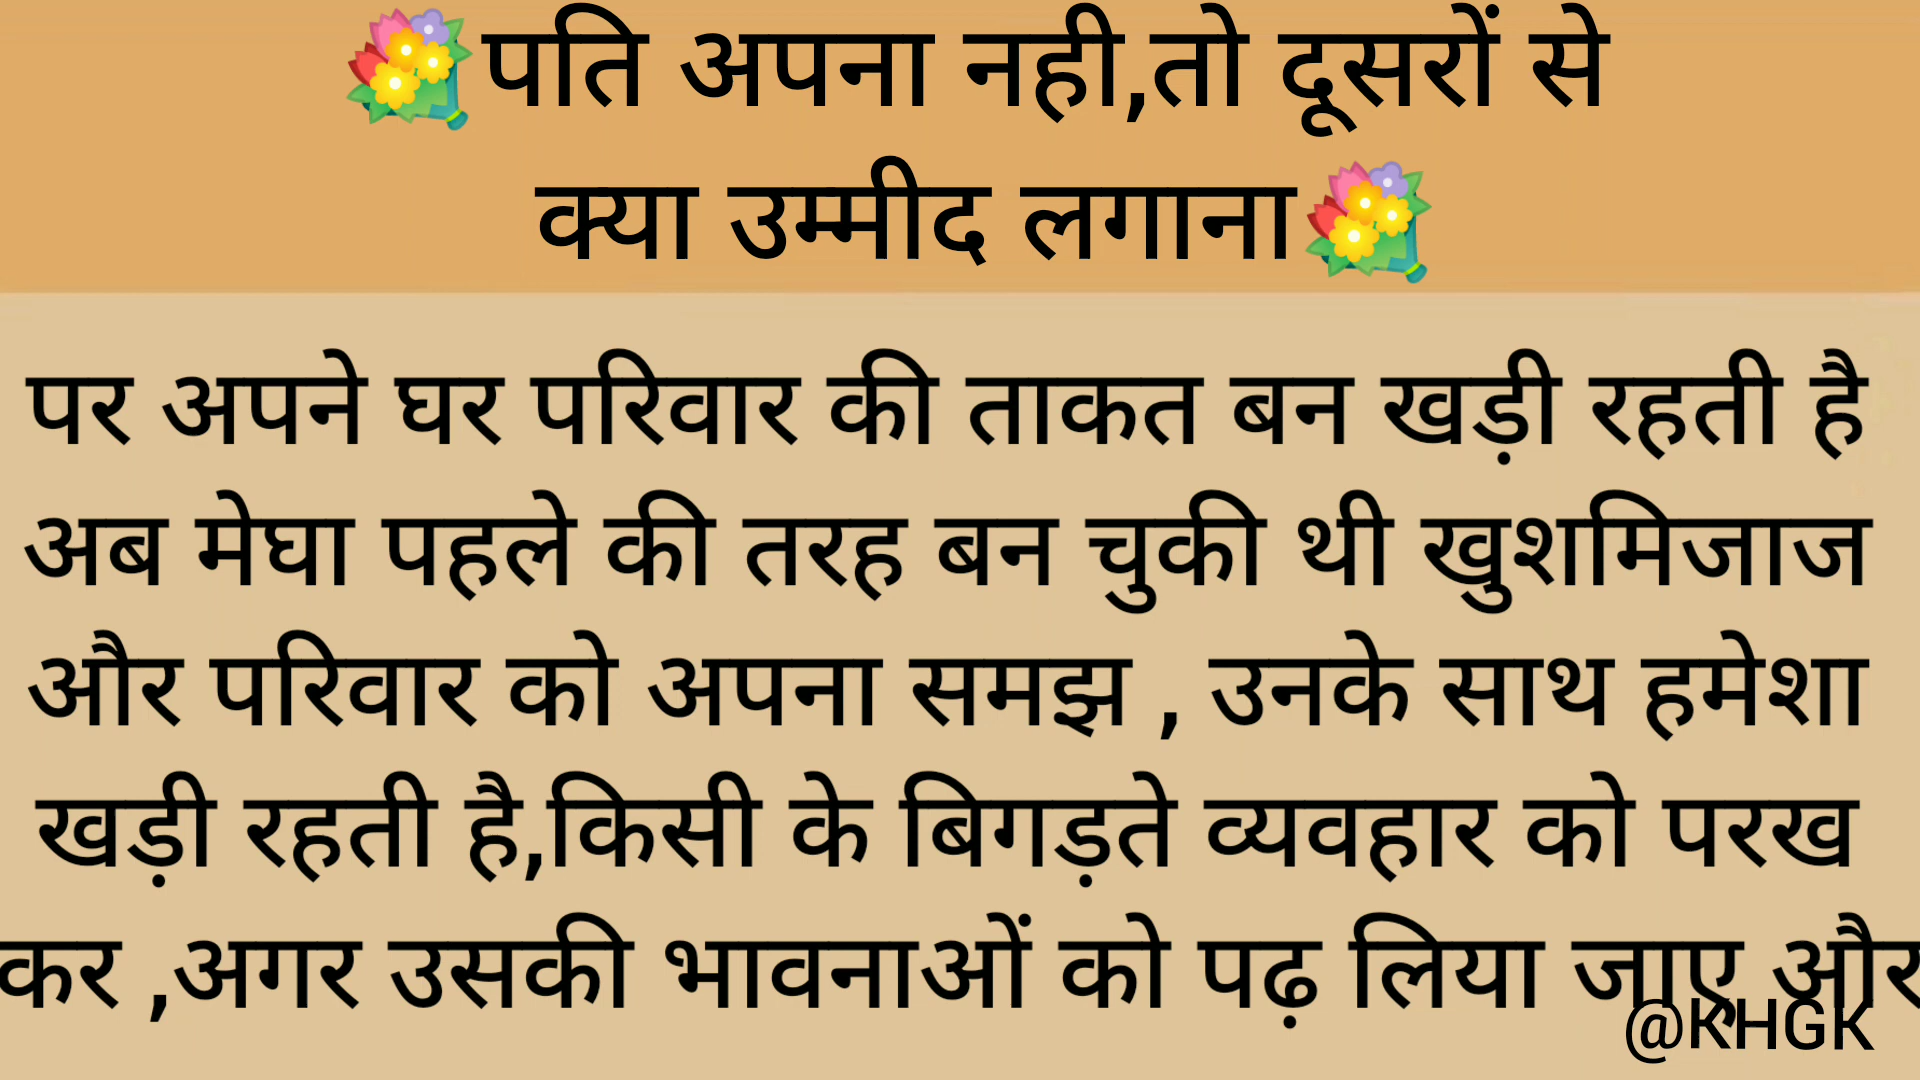 💐पति अपना नही,तो दूसरों से
क्या उम्मीद लगाना💐
पर अपने घर परिवार की ताकत बन खड़ी रहती है
अब मेघा पहले की तरह बन चुकी थी खुशमिजाज
और परिवार को अपना समझ , उनके साथ हमेशा
खड़ी रहती है,किसी के बिगड़ते व्यवहार को परख
कर ,अगर उसकी भावनाओं को पढ़ लिया जाए और
@KHGK